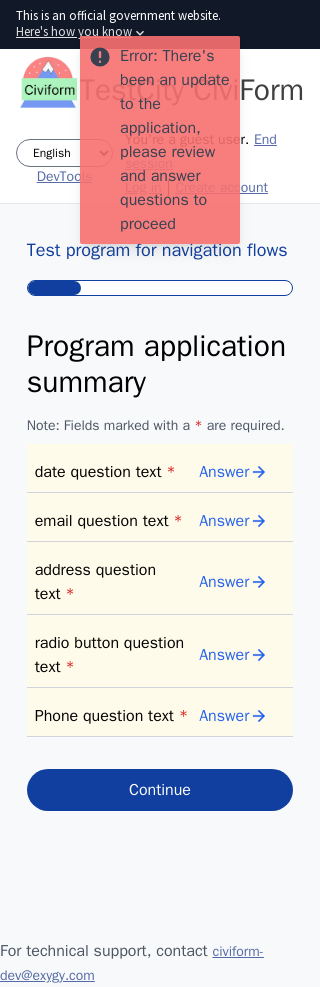 This is an official government website.
Here's how you know
Civiform TestCity CiviForm
Error: There's
been an update
to the
application,
please review
and answer
questions to
proceed
You're a guest user. End
session
English
DevTools
Log in | Create account
Test program for navigation flows
Program application
summary
Note: Fields marked with a * are required.
date question text * Answer
email question text * Answer
address question
text * Answer
radio button question
text * Answer
Phone question text * Answer
Continue
For technical support, contact civiform-
dev@exygy.com